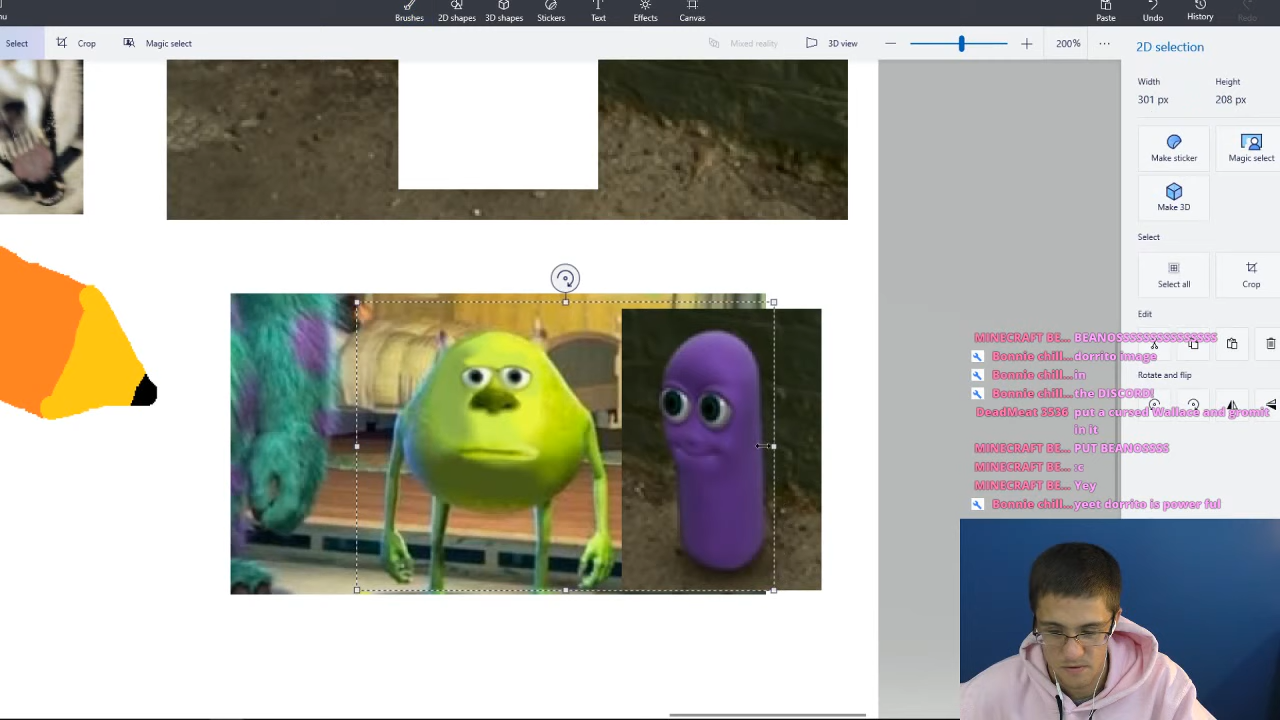 nu
Brushes
2D shapes
3D shapes
Stickers
Text
Effects
Canvas
Paste
Undo
History
Redo
Select
Crop
Magic select
Mixed reality
3D view
200%
2D selection
Width
Height
301 px
208 px
Make sticker
Magic select
Make 3D
Select
Select all
Crop
Edit
Rotate and flip
MINECRAFT BE... BEANOSSSSSSSSSSSSSSS
Bonnie chill... dorrito image
Bonnie chill... in
Bonnie chill... the DISCORD!
DeadMeat 3536 put a cursed Wallace and gromit
in it
MINECRAFT BE... PUT BEANOSSSS
MINECRAFT BE... :c
MINECRAFT BE... Yey
Bonnie chill... yeet dorrito is power ful